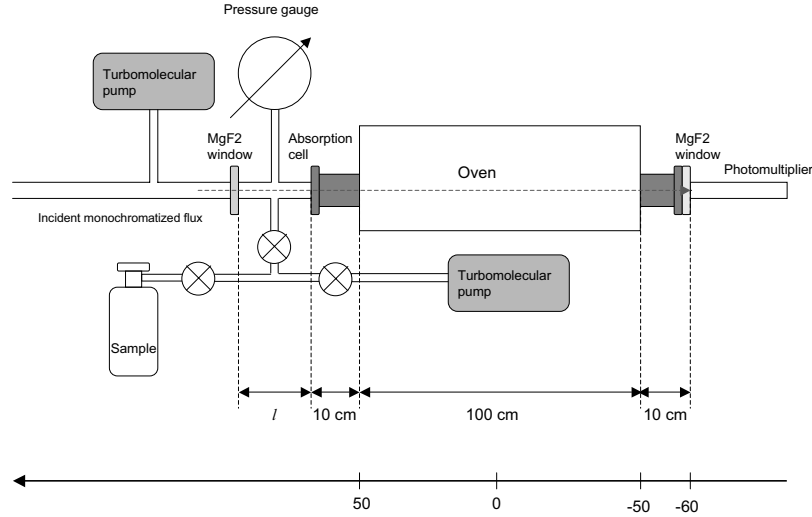 Pressure gauge
Turbomolecular
pump
MgF2
window
Absorption
cell
MgF2
window
Oven
Photomultiplier
Incident monochromatized flux
Turbomolecular
pump
Sample
l
10 cm
100 cm
10 cm
50
0
-50
-60